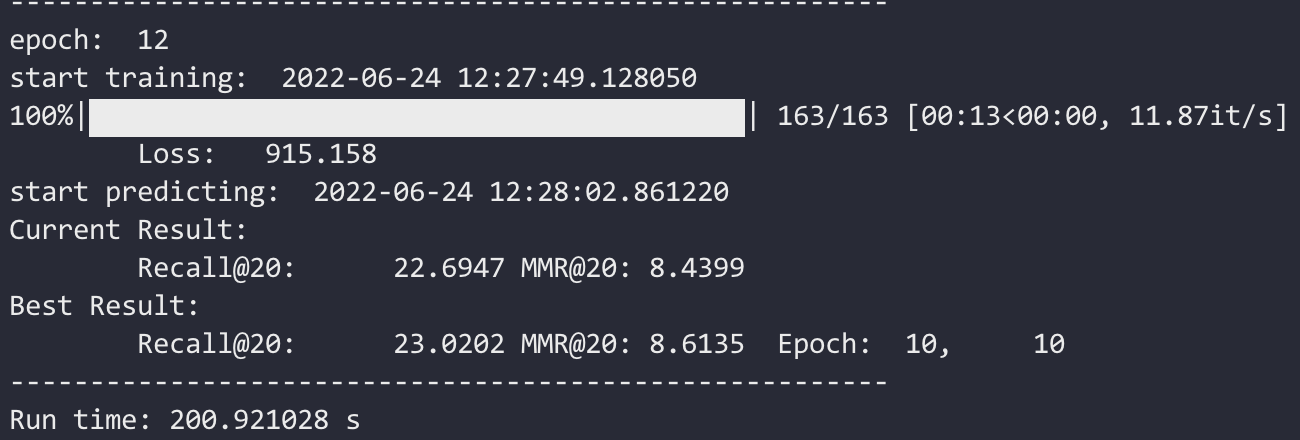 -------------------------------------------------------
epoch:  12
start training:  2022-06-24 12:27:49.128050
100%|█████████████████████████████████████████| 163/163 [00:13<00:00, 11.87it/s]
        Loss:   915.158
start predicting:  2022-06-24 12:28:02.861220
Current Result:
        Recall@20:      22.6947 MMR@20: 8.4399
Best Result:
        Recall@20:      23.0202 MMR@20: 8.6135  Epoch:  10,     10
-------------------------------------------------------
Run time: 200.921028 s